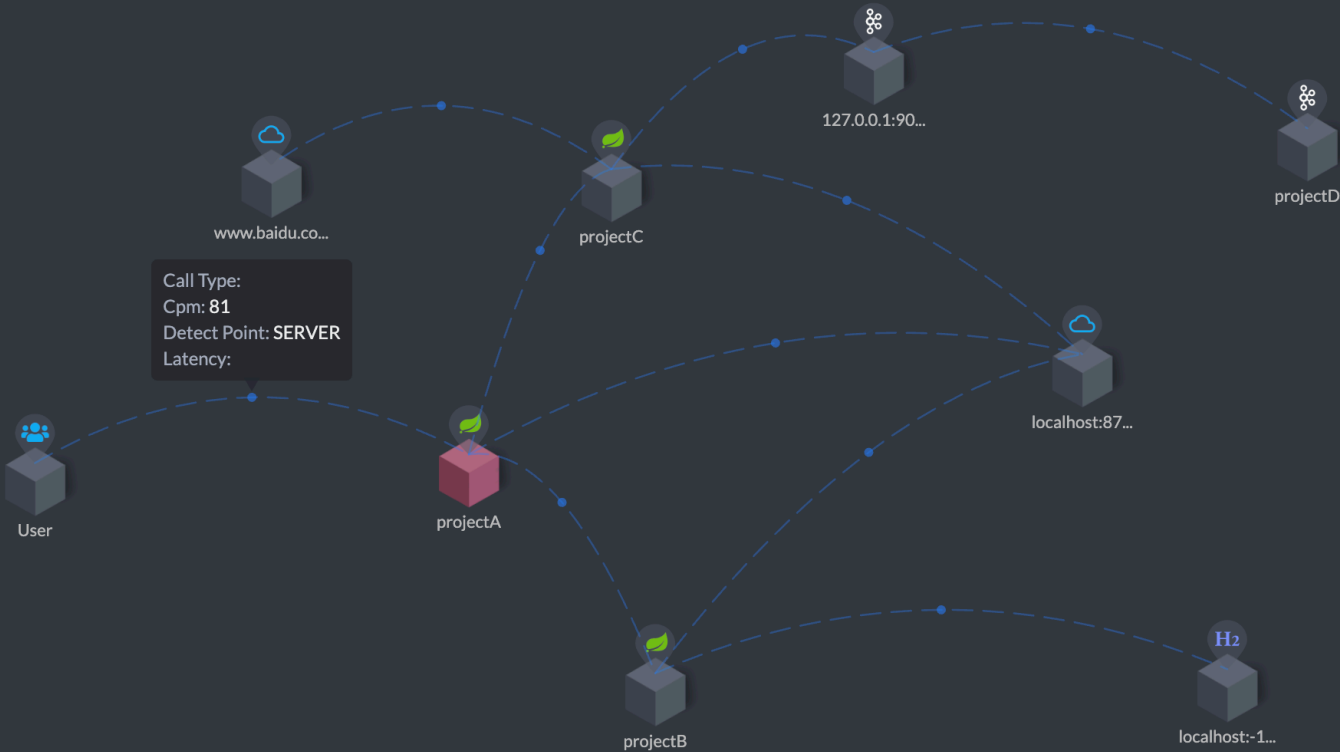 127.0.0.1:90...
projectD
www.baidu.co...
projectC
Call Type:
Cpm: 81
Detect Point: SERVER
Latency:
localhost:87...
User
projectA
H2
localhost:-1...
projectB